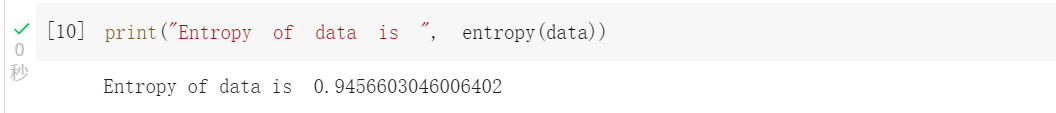 [10] print("Entropy of data is ", entropy(data))
0
秒
Entropy of data is 0.9456603046006402